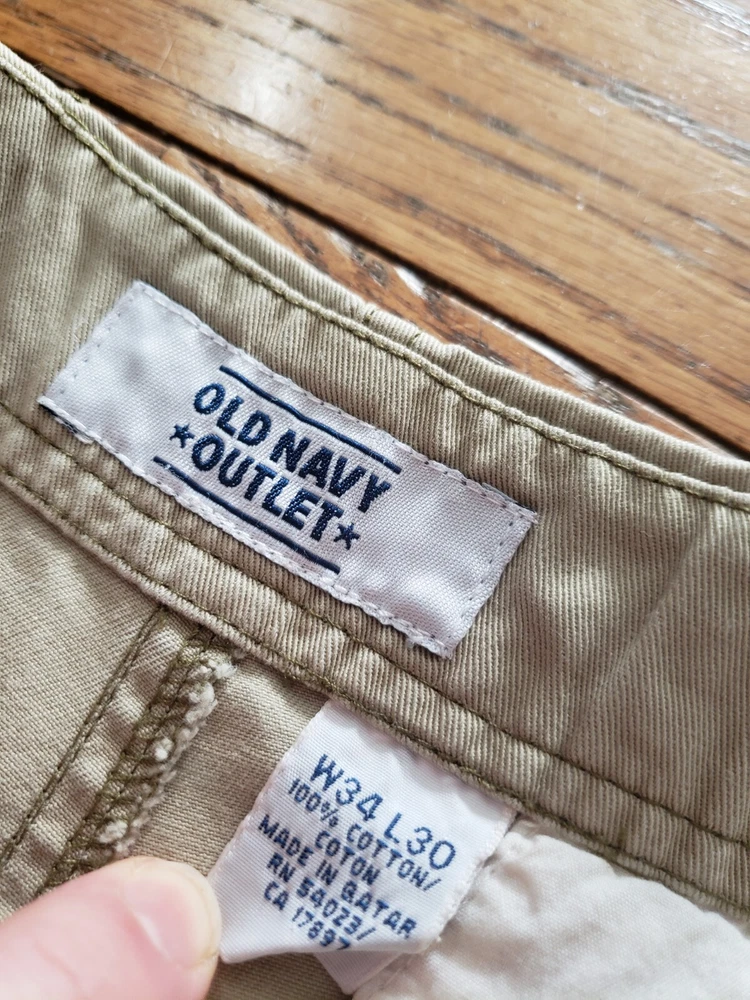 OLD NAVY
★OUTLET★
W34 L30
100% COTTON/
COTON
MADE IN QATAR
RN 54023/
CA 17897